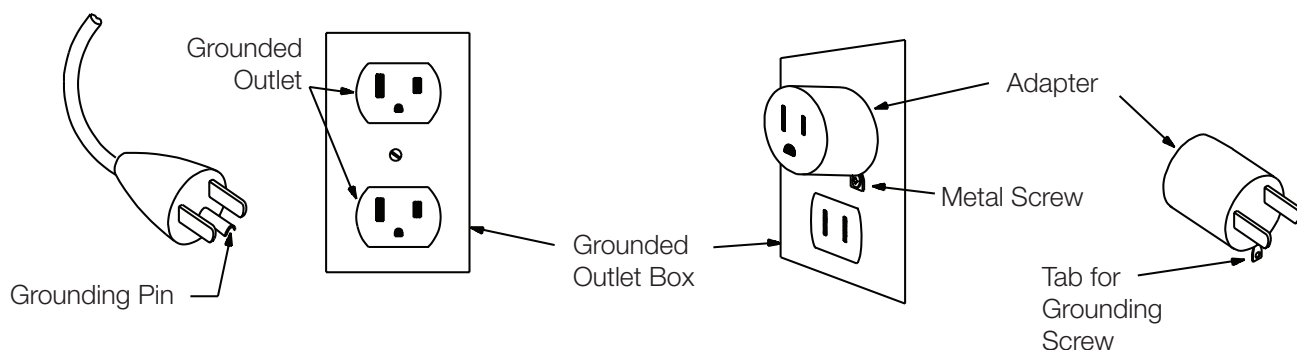 Grounded
Outlet
Grounding Pin
Grounded
Outlet Box
Adapter
Metal Screw
Tab for
Grounding
Screw